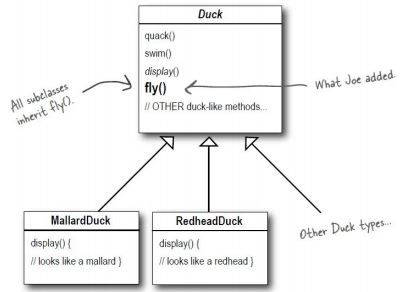 Duck
quack()
swim()
display()
fly()
// OTHER duck-like methods...
All subclasses
inherit fly().
What Joe added.
MallardDuck
display() {
// looks like a mallard }
RedheadDuck
display() {
// looks like a redhead }
Other Duck types...